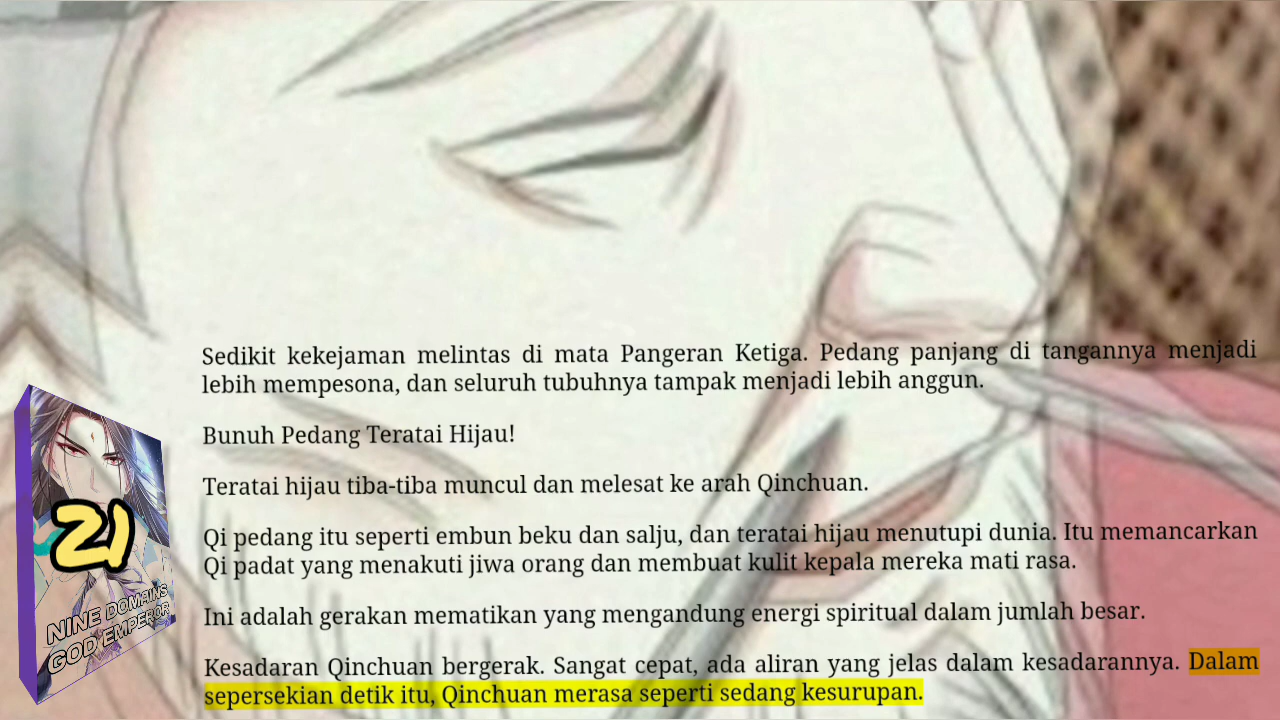 Sedikit kekejaman melintas di mata Pangeran Ketiga. Pedang panjang di tangannya menjadi
lebih mempesona, dan seluruh tubuhnya tampak menjadi lebih anggun.
Bunuh Pedang Teratai Hijau!
Teratai hijau tiba-tiba muncul dan melesat ke arah Qinchuan.
Qi pedang itu seperti embun beku dan salju, dan teratai hijau menutupi dunia. Itu memancarkan
Qi padat yang menakuti jiwa orang dan membuat kulit kepala mereka mati rasa.
Ini adalah gerakan mematikan yang mengandung energi spiritual dalam jumlah besar.
Kesadaran Qinchuan bergerak. Sangat cepat, ada aliran yang jelas dalam kesadarannya. Dalam
sepersekian detik itu, Qinchuan merasa seperti sedang kesurupan.
21
NINE DOMAINS
GOD EMPEROR